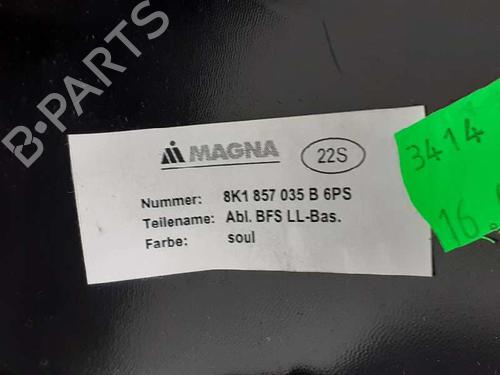 MAGNA
22S
Nummer: 8K1 857 035 B 6PS
Teilename: Abl. BFS LL-Bas.
Farbe: soul
3414
16.
B-PARTS